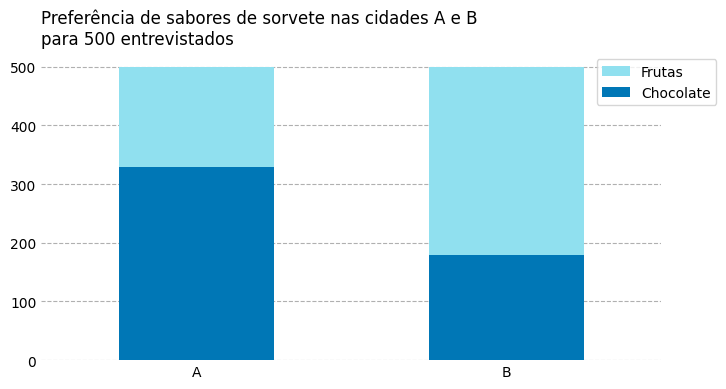 Preferência de sabores de sorvete nas cidades A e B
para 500 entrevistados
Frutas
Chocolate
500
400
300
200
100
0
A
B